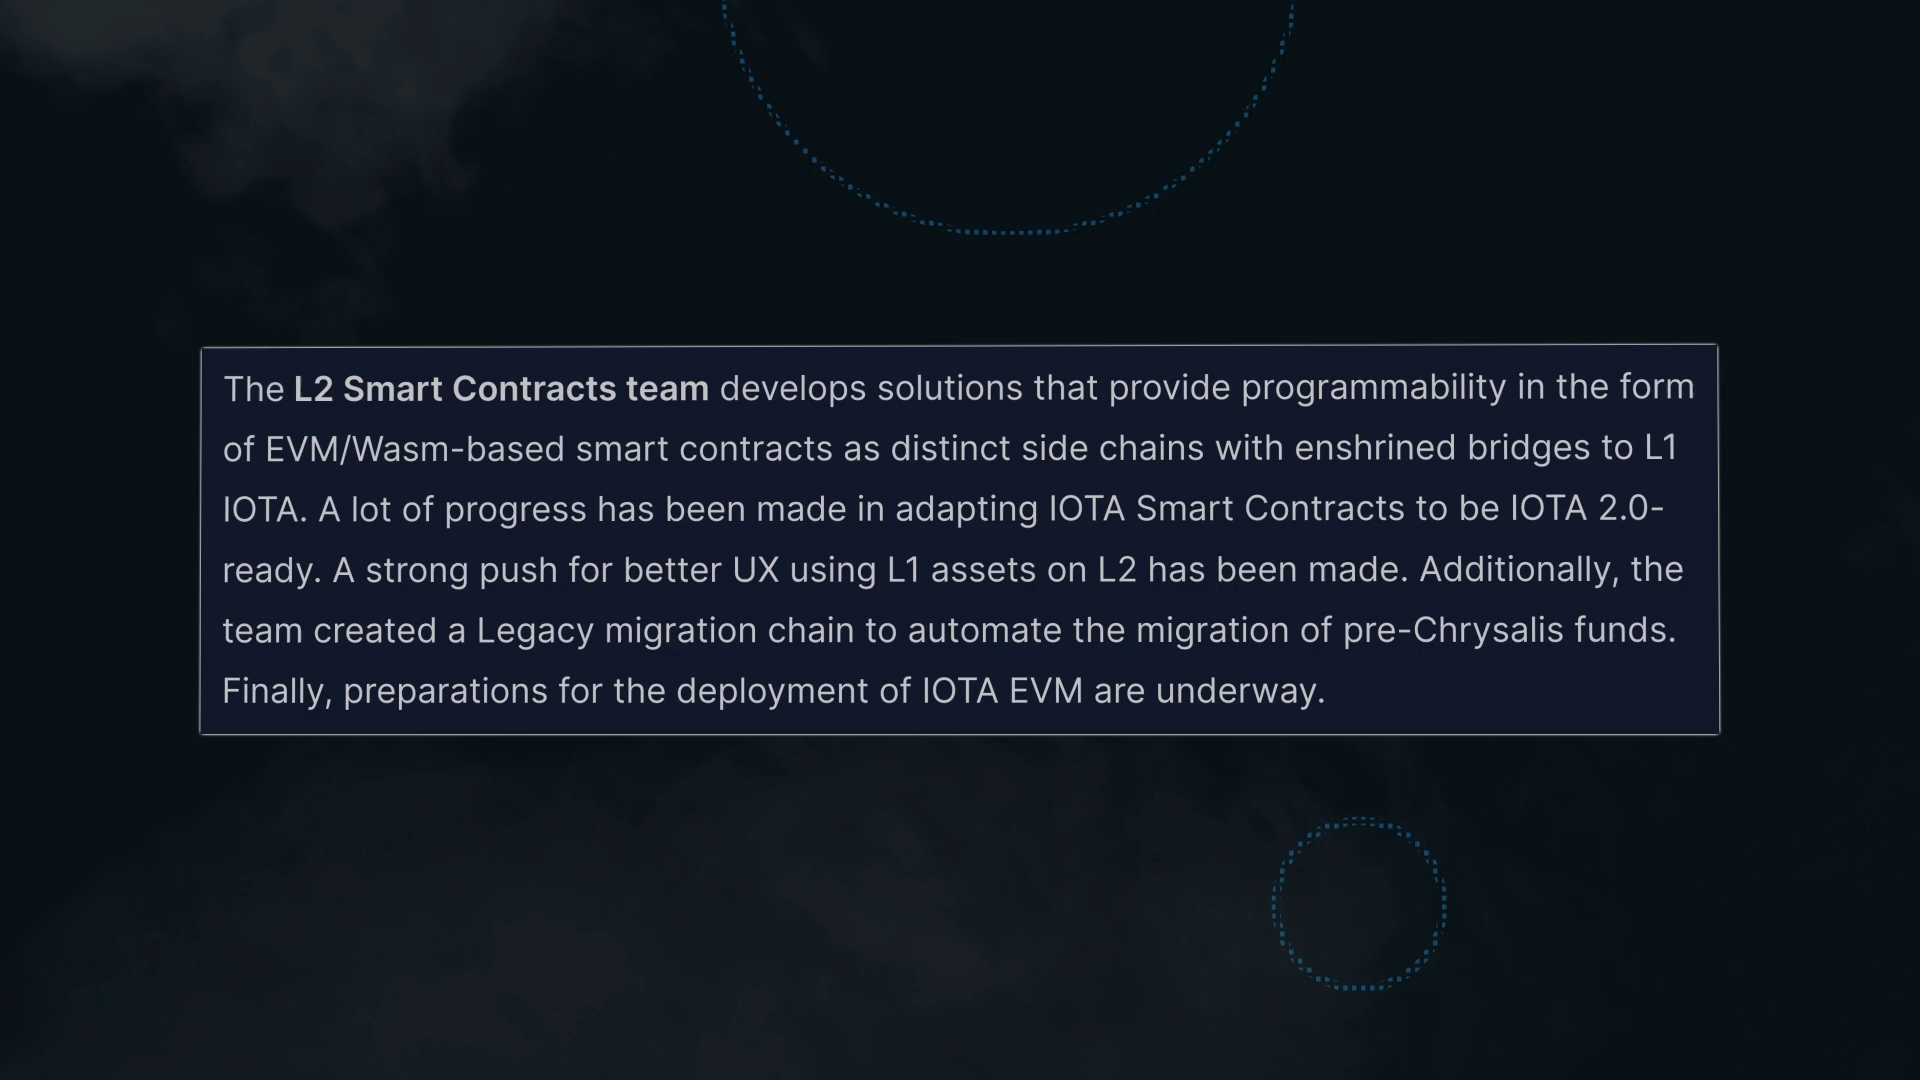 The L2 Smart Contracts team develops solutions that provide programmability in the form
of EVM/Wasm-based smart contracts as distinct side chains with enshrined bridges to L1
IOTA. A lot of progress has been made in adapting IOTA Smart Contracts to be IOTA 2.0-
ready. A strong push for better UX using L1 assets on L2 has been made. Additionally, the
team created a Legacy migration chain to automate the migration of pre-Chrysalis funds.
Finally, preparations for the deployment of IOTA EVM are underway.